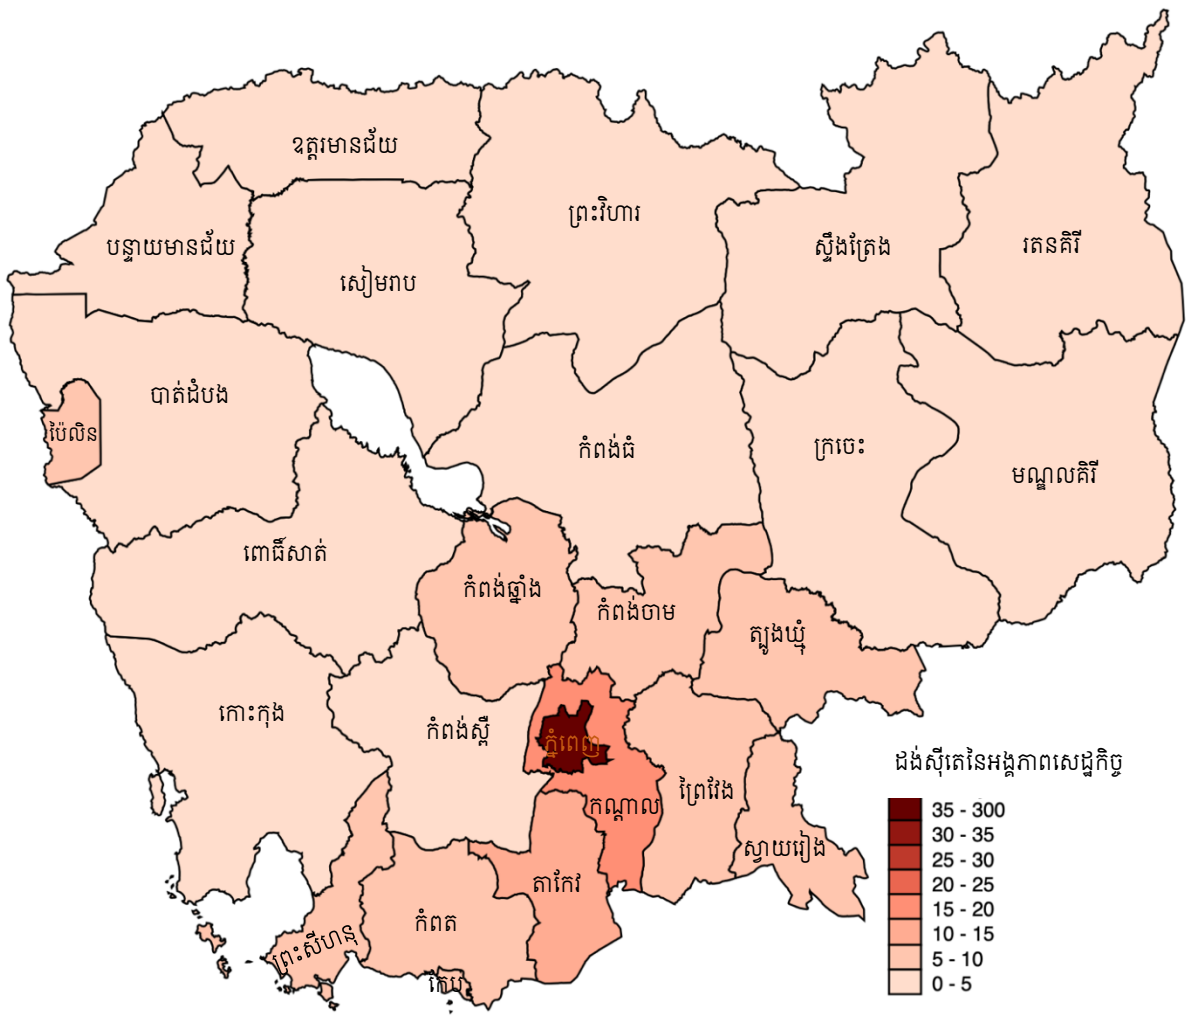 ឧត្តរមានជ័យ
ព្រះវិហារ
បន្ទាយមានជ័យ
ស្ទឹងត្រែង
រតនគិរី
សៀមរាប
បាត់ដំបង
ប៉ៃលិន
កំពង់ធំ
ក្រចេះ
មណ្ឌលគិរី
ពោធិ៍សាត់
កំពង់ឆ្នាំង
កំពង់ចាម
ត្បូងឃ្មុំ
កោះកុង
កំពង់ស្ពឺ
ភ្នំពេញ
កណ្តាល
ព្រៃវែង
ស្វាយរៀង
តាកែវ
កំពត
ព្រះសីហនុ
កែប
ដង់ស៊ីតេនៃអង្គភាពសេដ្ឋកិច្ច
35 - 300
30 - 35
25 - 30
20 - 25
15 - 20
10 - 15
5 - 10
0 - 5